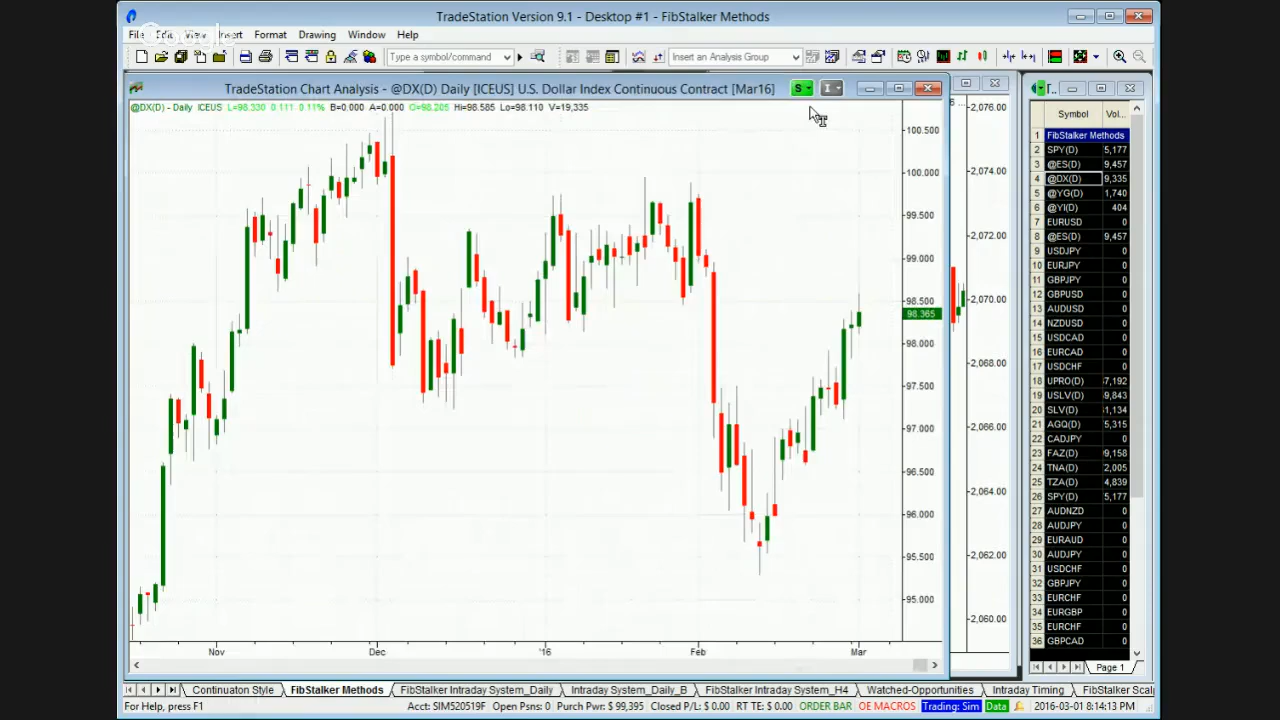 TradeStation Version 9.1 - Desktop #1 - FibStalker Methods
File Edit View Insert Format Drawing Window Help
Google
Type a symbol/command
Insert an Analysis Group
TradeStation Chart Analysis - @DX(D) Daily [ICEUS] U.S. Dollar Index Continuous Contract [Mar16]
S
I
@DX(D) - Daily ICEUS L=98.330 0.111 0.11% B=0.000 A=0.000 O=98.205 Hi=98.585 Lo=98.110 V=19,335
100.500
100.000
99.500
99.000
98.500
98.365
98.000
97.500
97.000
96.500
96.000
95.500
95.000
Nov Dec '16 Feb Mar
2,076.00
2,074.00
2,072.00
2,070.00
2,068.00
2,066.00
2,064.00
2,062.00
2,060.00
Symbol Vol...
1 FibStalker Methods
2 SPY(D) 5,177
3 @ES(D) 9,457
4 @DX(D) 9,335
5 @YG(D) 1,740
6 @YI(D) 404
7 EURUSD 0
8 @ES(D) 9,457
9 USDJPY 0
10 EURJPY 0
11 GBPJPY 0
12 GBPUSD 0
13 AUDUSD 0
14 NZDUSD 0
15 USDCAD 0
16 EURCAD 0
17 USDCHF 0
18 UPRO(D) 7,192
19 USLV(D) 9,843
20 SLV(D) 1,134
21 AGQ(D) 5,315
22 CADJPY 0
23 FAZ(D) 9,158
24 TNA(D) 2,005
25 TZA(D) 4,839
26 SPY(D) 5,177
27 AUDNZD 0
28 AUDJPY 0
29 EURAUD 0
30 AUDJPY 0
31 USDCHF 0
32 GBPJPY 0
33 EURCHF 0
34 EURGBP 0
35 EURCHF 0
36 GBPCAD 0
Page 1
Continuaton Style FibStalker Methods FibStalker Intraday System_Daily Intraday System_Daily_B FibStalker Intraday System_H4 Watched-Opportunities Intraday Timing FibStalker Scal
For Help, press F1 Acct: SIM520519F Open Posns: 0 Purch Pwr: $ 99,395 Closed P/L: $ 0.00 RT TE: $ 0.00 ORDER BAR OE MACROS Trading: Sim Data 2016-03-01 8:14:13 PM